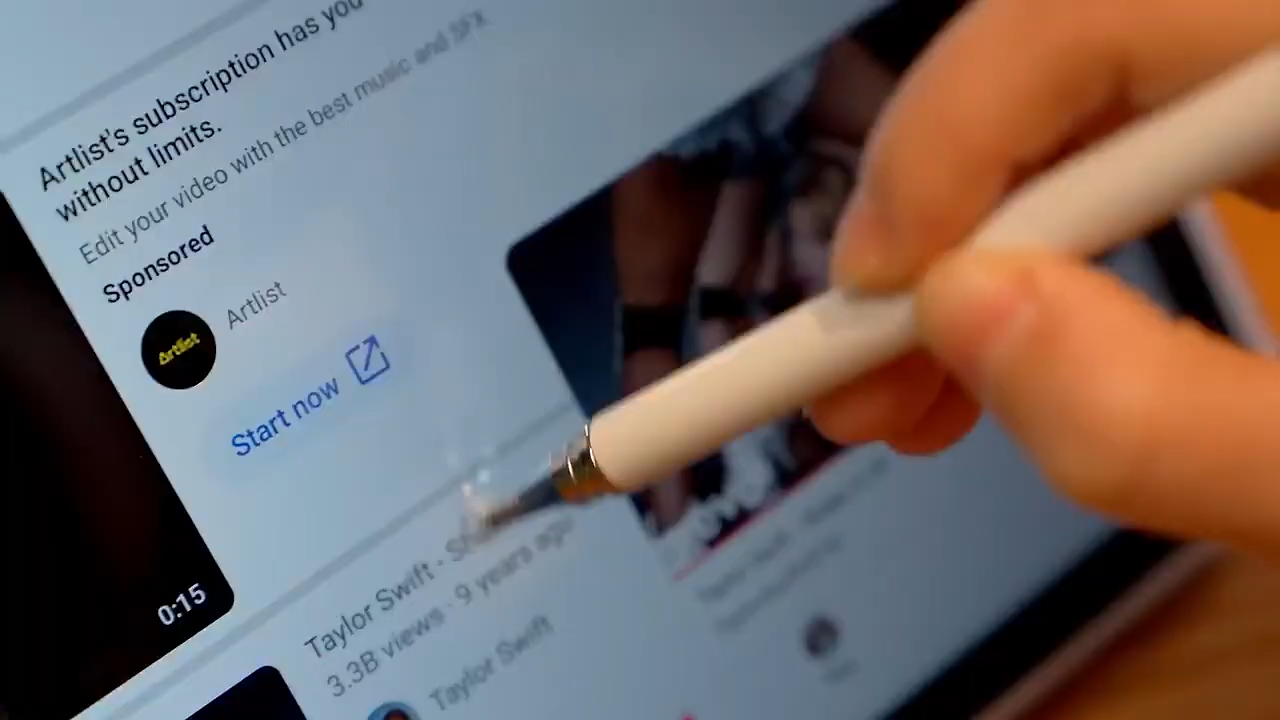 Artlist's subscription has you
without limits.
Edit your video with the best music and SFX
Sponsored
Artlist
Artlist
Start now
0:15
Taylor Swift ·
3.3B views · 9 years ago
Taylor Swift